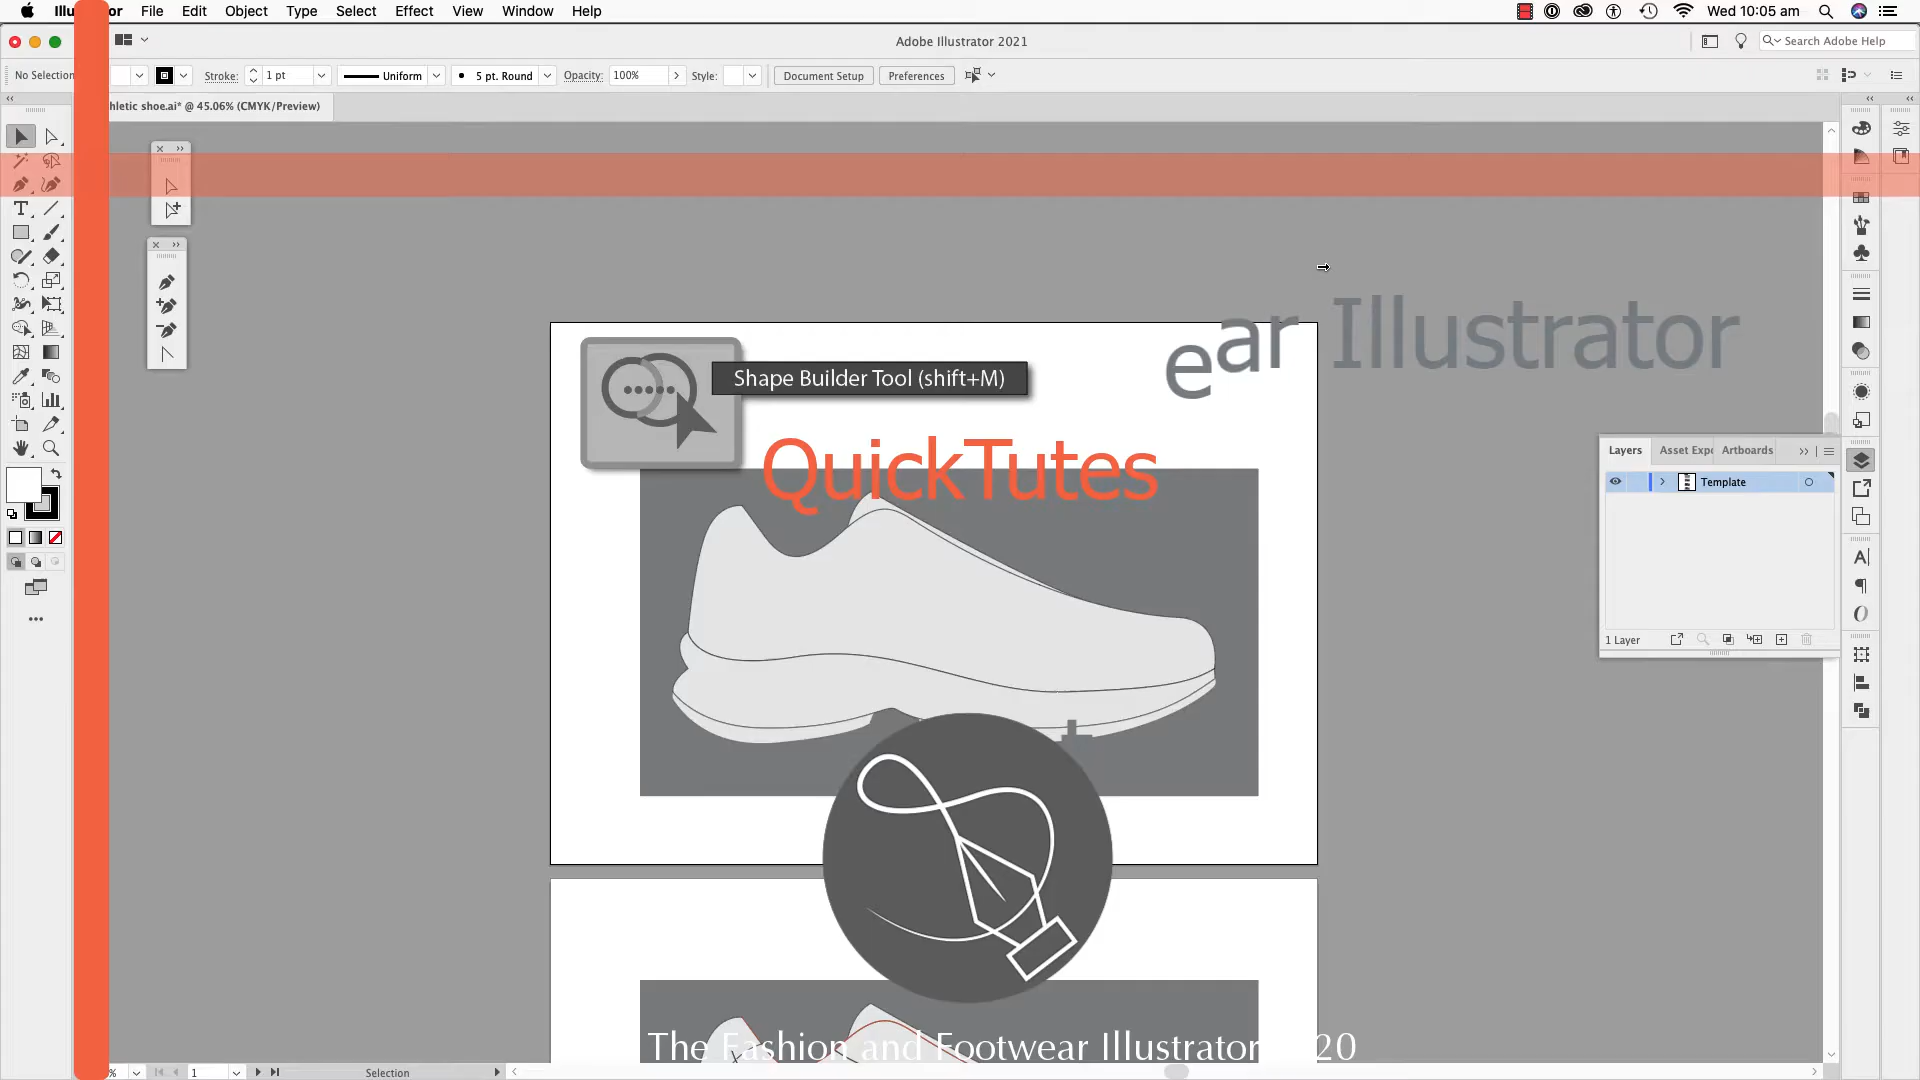 File Edit Object Type Select Effect View Window Help
Wed 10:05 am
Adobe Illustrator 2021
Search Adobe Help
No Selection
Stroke: 1 pt
Uniform
5 pt. Round
Opacity: 100%
Style:
Document Setup
Preferences
hletic shoe.ai* @ 45.06% (CMYK/Preview)
ear Illustrator
Shape Builder Tool (shift+M)
QuickTutes
Layers Asset Expo Artboards
Template
1 Layer
The Fashion and Footwear Illustrator
20
% 1
Selection